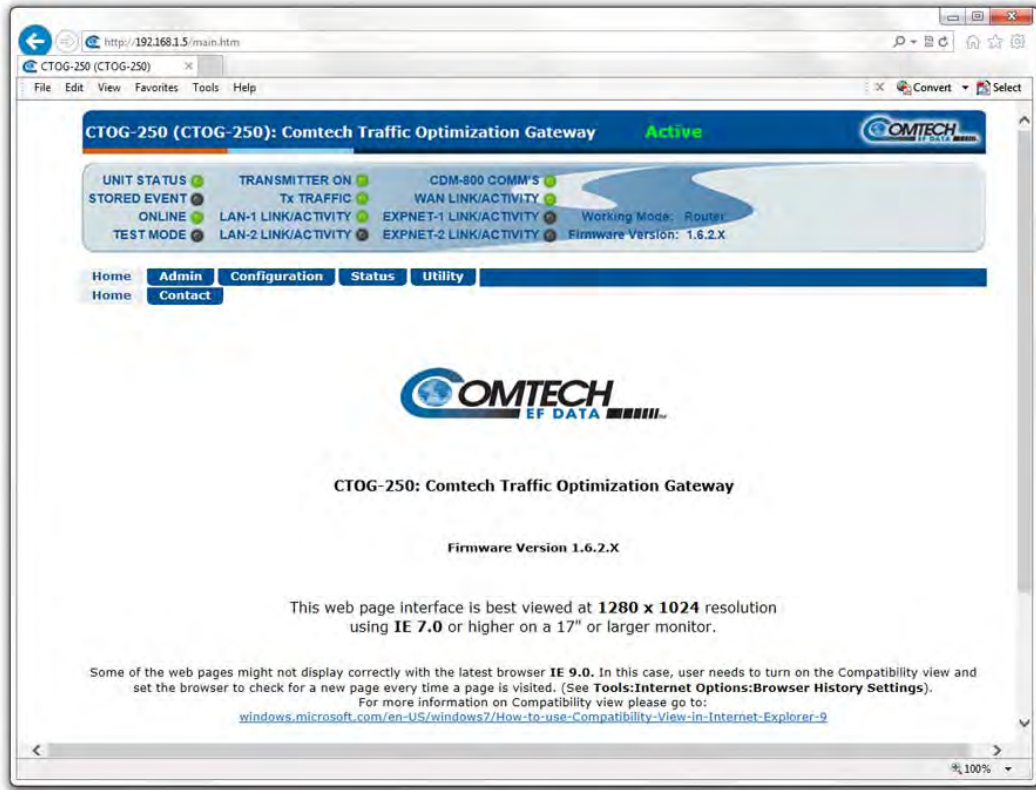 http://192.168.1.5/main.htm
CTOG-250 (CTOG-250)
File Edit View Favorites Tools Help
Convert
Select
CTOG-250 (CTOG-250): Comtech Traffic Optimization Gateway Active
COMTECH
EF DATA
UNIT STATUS TRANSMITTER ON CDM-800 COMM'S
STORED EVENT Tx TRAFFIC WAN LINK/ACTIVITY
ONLINE LAN-1 LINK/ACTIVITY EXPNET-1 LINK/ACTIVITY Working Mode: Router
TEST MODE LAN-2 LINK/ACTIVITY EXPNET-2 LINK/ACTIVITY Firmware Version: 1.6.2.X
Home Admin Configuration Status Utility
Home Contact
COMTECH
EF DATA
CTOG-250: Comtech Traffic Optimization Gateway
Firmware Version 1.6.2.X
This web page interface is best viewed at 1280 x 1024 resolution
using IE 7.0 or higher on a 17" or larger monitor.
Some of the web pages might not display correctly with the latest browser IE 9.0. In this case, user needs to turn on the Compatibility view and
set the browser to check for a new page every time a page is visited. (See Tools:Internet Options:Browser History Settings).
For more information on Compatibility view please go to:
windows.microsoft.com/en-US/windows7/How-to-use-Compatibility-View-in-Internet-Explorer-9
100%